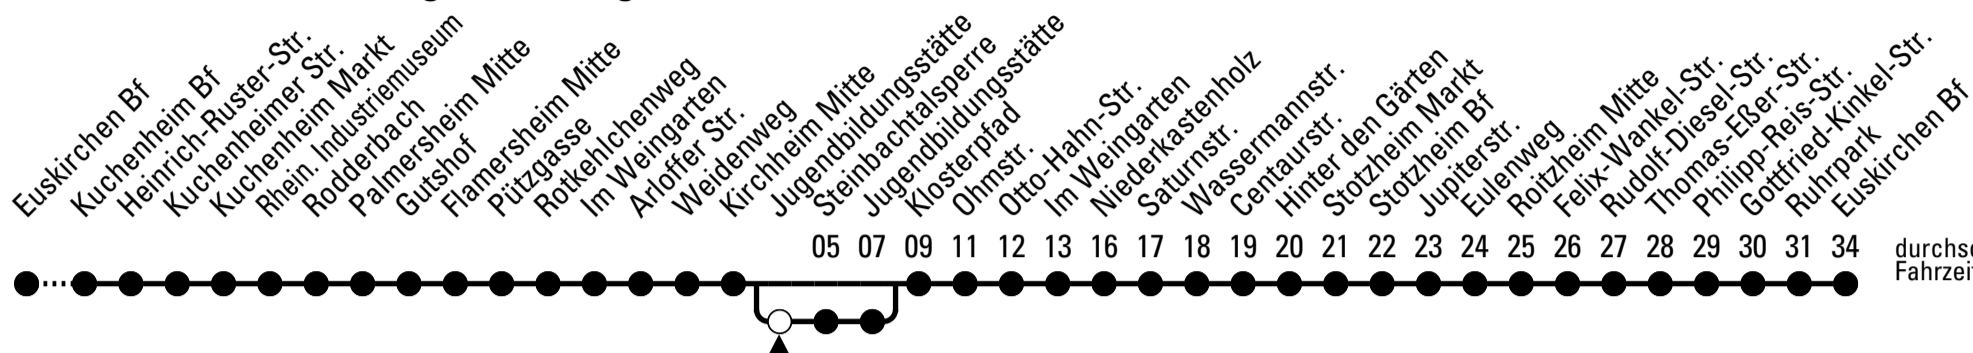 Euskirchen Bf
Kuchenheim Bf
Heinrich-Ruster-Str.
Kuchenheimer Str.
Kuchenheim Markt
Rhein. Industriemuseum
Rodderbach
Palmersheim Mitte
Gutshof
Flamersheim Mitte
Pützgasse
Rotkehlchenweg
Im Weingarten
Arloffer Str.
Weidenweg
Kirchheim Mitte
Jugendbildungsstätte
Steinbachtalsperre
Jugendbildungsstätte
Klosterpfad
Ohmstr.
Otto-Hahn-Str.
Im Weingarten
Niederkastenholz
Saturnstr.
Wassermannstr.
Centaurstr.
Hinter den Gärten
Stotzheim Markt
Stotzheim Bf
Jupiterstr.
Eulenweg
Roitzheim Mitte
Felix-Wankel-Str.
Rudolf-Diesel-Str.
Thomas-Eßer-Str.
Philipp-Reis-Str.
Gottfried-Kinkel-Str.
Ruhrpark
Euskirchen Bf
05 07 09 11 12 13 16 17 18 19 20 21 22 23 24 25 26 27 28 29 30 31 34
durchsc
Fahrzei